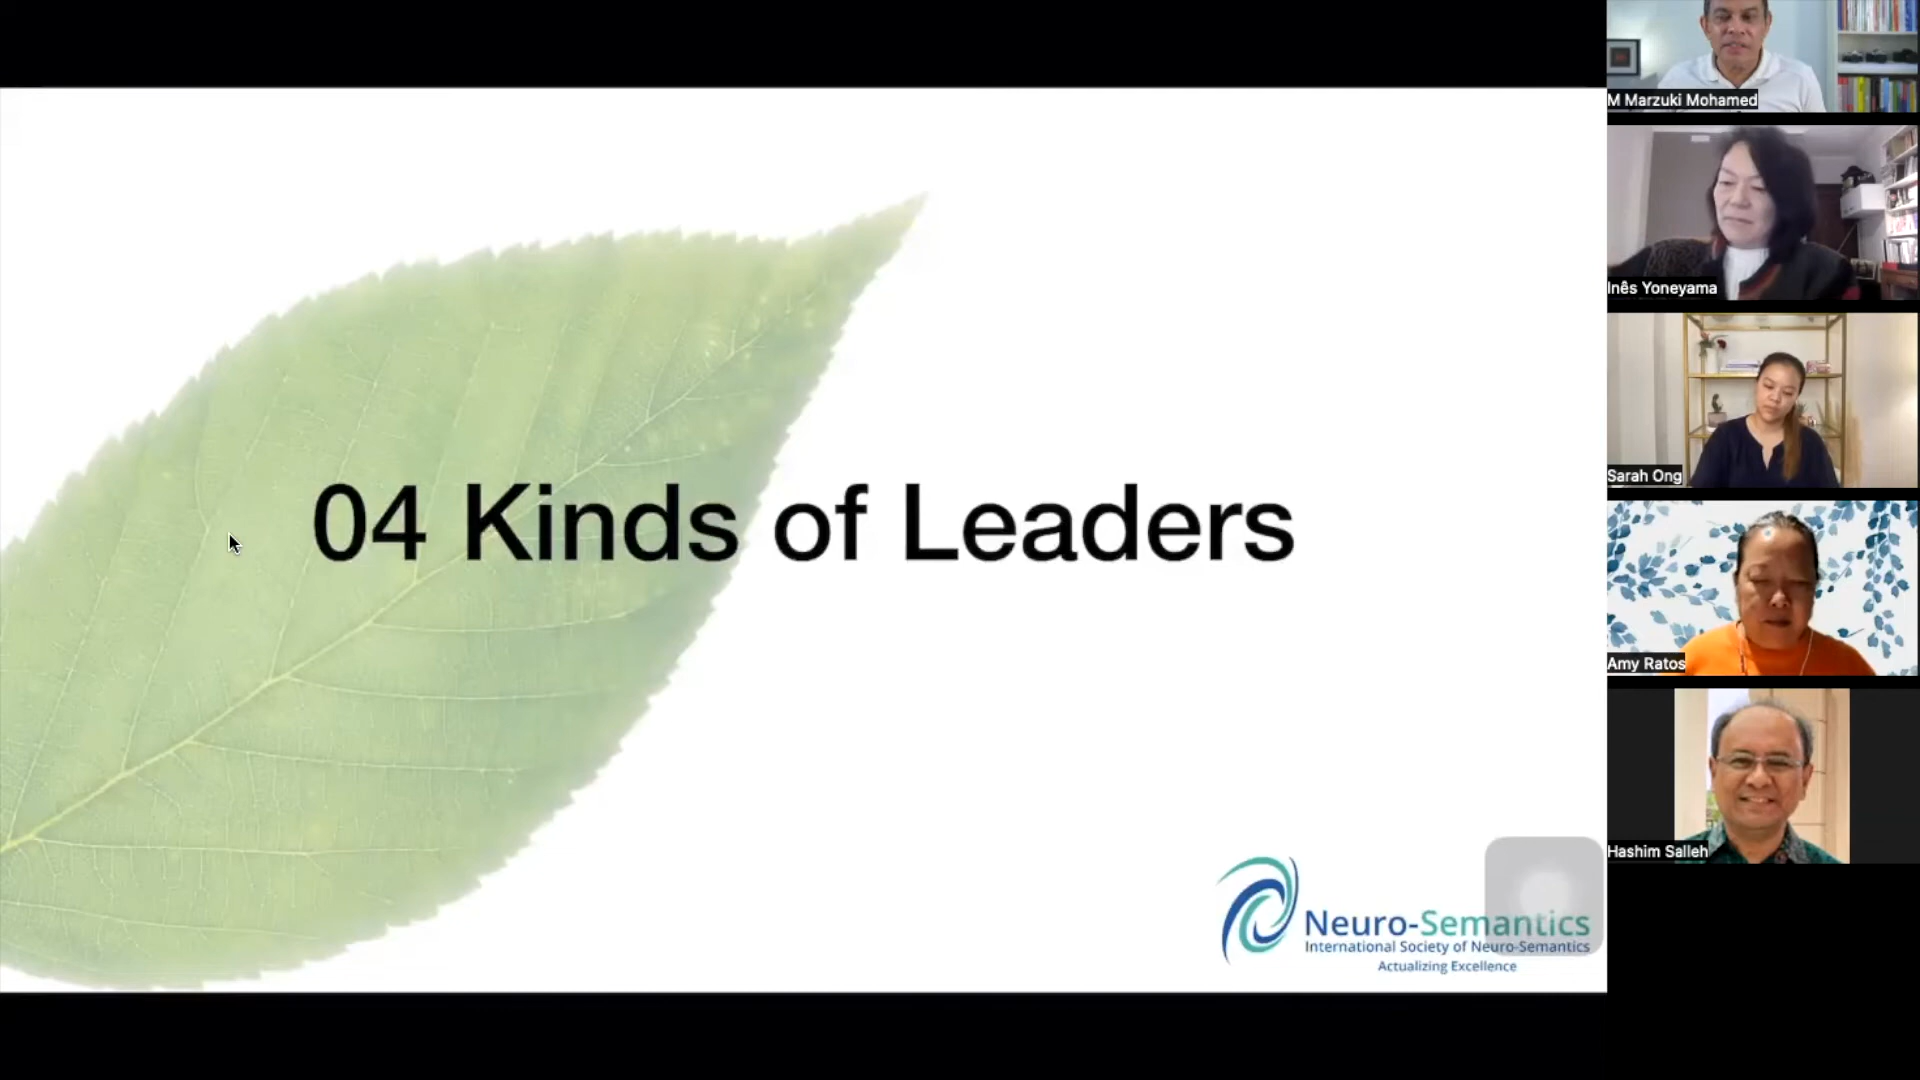 04 Kinds of Leaders
Neuro-Semantics
International Society of Neuro-Semantics
Actualizing Excellence
M Marzuki Mohamed
Inês Yoneyama
Sarah Ong
Amy Ratos
Hashim Salleh